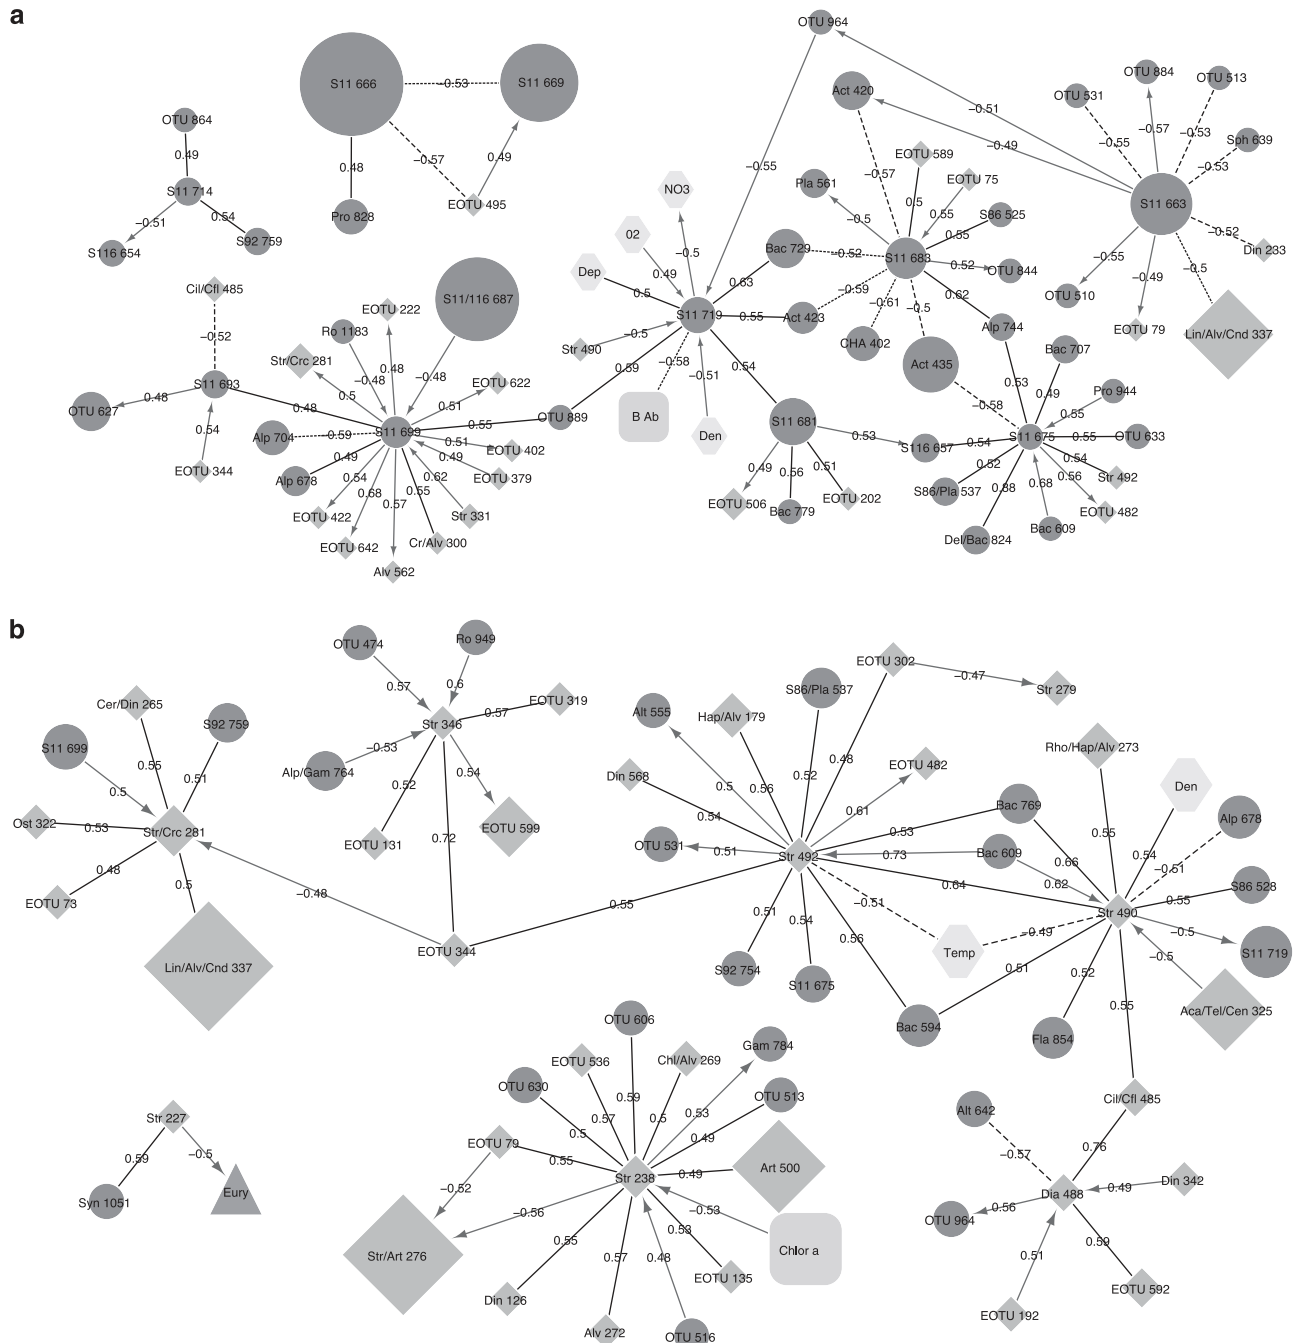 a
OTU 964
S11 666
−0.53
S11 669
OTU 884
OTU 513
OTU 531
Act 420
−0.51
OTU 864
0.49
−0.57
−0.53
−0.55
Sph 639
−0.53
−0.49
EOTU 589
−0.57
0.49
−0.57
0.48
−0.55
EOTU 75
S11 714
NO3
Pla 561
0.5
S11 663
EOTU 495
−0.51
0.54
Pro 828
0.55
S86 525
−0.5
0.55
−0.52
02
S116 654
S92 759
−0.5
Bac 729
−0.52
S11 683
Din 233
−0.55
−0.5
Dep
0.49
0.52
OTU 844
−0.49
0.63
−0.59
Cil/Cfl 485
0.5
−0.61
−0.5
0.62
OTU 510
S11/116 687
EOTU 222
S11 719
0.55
Act 423
EOTU 79
Lin/Alv/Cnd 337
Ro 1183
−0.52
−0.5
Alp 744
CHA 402
Str 490
Str/Crc 281
0.48
−0.58
0.59
0.54
Act 435
Bac 707
−0.48
−0.48
−0.51
0.53
S11 693
0.48
0.5
EOTU 622
0.49
Pro 944
OTU 627
0.48
0.51
−0.58
0.55
OTU 889
B Ab
S11 681
0.55
0.54
Alp 704
0.59
S11 699
Den
0.53
S116 657
0.54
S11 675
0.55
OTU 633
0.51
EOTU 402
0.49
0.49
0.54
EOTU 344
Alp 678
0.54
0.62
EOTU 379
0.49
0.56
0.51
0.52
0.56
Str 492
0.68
0.57
0.55
S86/Pla 537
0.88
0.68
EOTU 422
Str 331
EOTU 506
Bac 779
EOTU 202
EOTU 482
Bac 609
EOTU 642
Cr/Alv 300
Del/Bac 824
Alv 562
b
OTU 474
Ro 949
EOTU 302
−0.47
Str 279
0.57
0.6
S86/Pla 537
Cer/Din 265
EOTU 319
Alt 555
Hap/Alv 179
S92 759
Str 346
0.57
S11 699
−0.53
Rho/Hap/Alv 273
0.55
0.51
Alp/Gam 764
0.54
Din 568
0.52
0.48
EOTU 482
Den
0.5
0.52
0.5
0.56
0.61
Bac 769
Alp 678
Ost 322
0.53
Str/Crc 281
EOTU 599
0.54
0.53
0.55
EOTU 131
0.72
OTU 531
0.51
Str 492
0.73
Bac 609
0.54
0.66
−0.51
0.48
0.5
−0.48
0.64
0.62
S86 528
EOTU 73
0.55
0.55
−0.51
Str 490
0.51
0.54
−0.49
−0.5
0.56
EOTU 344
Temp
S11 719
Lin/Alv/Cnd 337
−0.5
S92 754
0.51
0.52
S11 675
0.55
Aca/Tel/Cen 325
OTU 606
Bac 594
Fla 854
Gam 784
EOTU 536
Chl/Alv 269
OTU 630
0.59
0.53
OTU 513
Cil/Cfl 485
Alt 642
Str 227
0.57
0.5
0.5
0.49
EOTU 79
0.76
0.59
−0.5
0.55
−0.57
Str 238
0.49
Art 500
−0.52
Din 342
Eury
Dia 488
0.49
Syn 1051
−0.56
−0.53
0.56
OTU 964
0.53
0.55
0.59
Str/Art 276
0.57
0.48
Chlor a
0.51
EOTU 135
EOTU 592
Din 126
EOTU 192
Alv 272
OTU 516